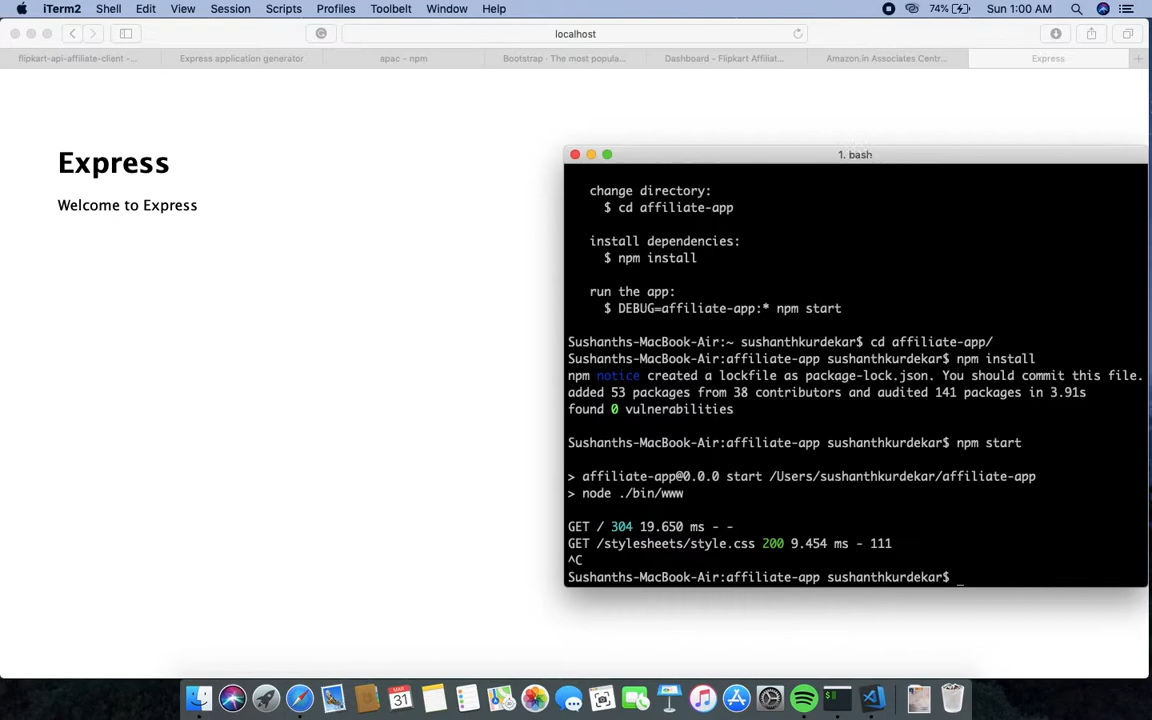 iTerm2 Shell Edit View Session Scripts Profiles Toolbelt Window Help 74% Sun 1:00 AM
localhost
flipkart-api-affiliate-client -... Express application generator apac - npm Bootstrap · The most popula... Dashboard - Flipkart Affiliat... Amazon.in Associates Centr... Express
Express
Welcome to Express
1. bash
change directory:
$ cd affiliate-app
install dependencies:
$ npm install
run the app:
$ DEBUG=affiliate-app:* npm start
Sushanths-MacBook-Air:~ sushanthkurdekar$ cd affiliate-app/
Sushanths-MacBook-Air:affiliate-app sushanthkurdekar$ npm install
npm notice created a lockfile as package-lock.json. You should commit this file.
added 53 packages from 38 contributors and audited 141 packages in 3.91s
found 0 vulnerabilities
Sushanths-MacBook-Air:affiliate-app sushanthkurdekar$ npm start
> affiliate-app@0.0.0 start /Users/sushanthkurdekar/affiliate-app
> node ./bin/www
GET / 304 19.650 ms - -
GET /stylesheets/style.css 200 9.454 ms - 111
^C
Sushanths-MacBook-Air:affiliate-app sushanthkurdekar$ _
MAR
31
$